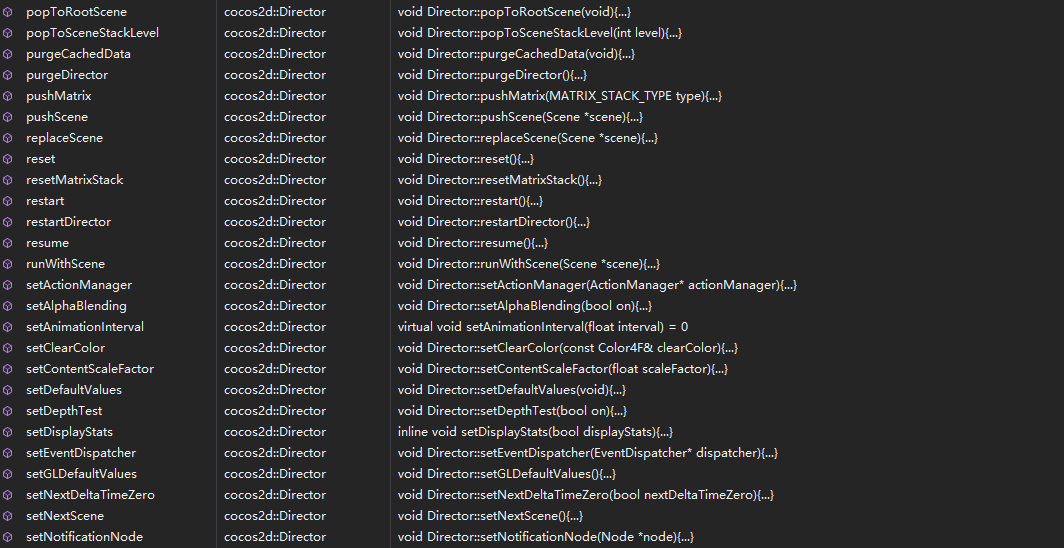 popToRootScene cocos2d::Director void Director::popToRootScene(void){...}
popToSceneStackLevel cocos2d::Director void Director::popToSceneStackLevel(int level){...}
purgeCachedData cocos2d::Director void Director::purgeCachedData(void){...}
purgeDirector cocos2d::Director void Director::purgeDirector(){...}
pushMatrix cocos2d::Director void Director::pushMatrix(MATRIX_STACK_TYPE type){...}
pushScene cocos2d::Director void Director::pushScene(Scene *scene){...}
replaceScene cocos2d::Director void Director::replaceScene(Scene *scene){...}
reset cocos2d::Director void Director::reset(){...}
resetMatrixStack cocos2d::Director void Director::resetMatrixStack(){...}
restart cocos2d::Director void Director::restart(){...}
restartDirector cocos2d::Director void Director::restartDirector(){...}
resume cocos2d::Director void Director::resume(){...}
runWithScene cocos2d::Director void Director::runWithScene(Scene *scene){...}
setActionManager cocos2d::Director void Director::setActionManager(ActionManager* actionManager){...}
setAlphaBlending cocos2d::Director void Director::setAlphaBlending(bool on){...}
setAnimationInterval cocos2d::Director virtual void setAnimationInterval(float interval) = 0
setClearColor cocos2d::Director void Director::setClearColor(const Color4F& clearColor){...}
setContentScaleFactor cocos2d::Director void Director::setContentScaleFactor(float scaleFactor){...}
setDefaultValues cocos2d::Director void Director::setDefaultValues(void){...}
setDepthTest cocos2d::Director void Director::setDepthTest(bool on){...}
setDisplayStats cocos2d::Director inline void setDisplayStats(bool displayStats){...}
setEventDispatcher cocos2d::Director void Director::setEventDispatcher(EventDispatcher* dispatcher){...}
setGLDefaultValues cocos2d::Director void Director::setGLDefaultValues(){...}
setNextDeltaTimeZero cocos2d::Director void Director::setNextDeltaTimeZero(bool nextDeltaTimeZero){...}
setNextScene cocos2d::Director void Director::setNextScene(){...}
setNotificationNode cocos2d::Director void Director::setNotificationNode(Node *node){...}